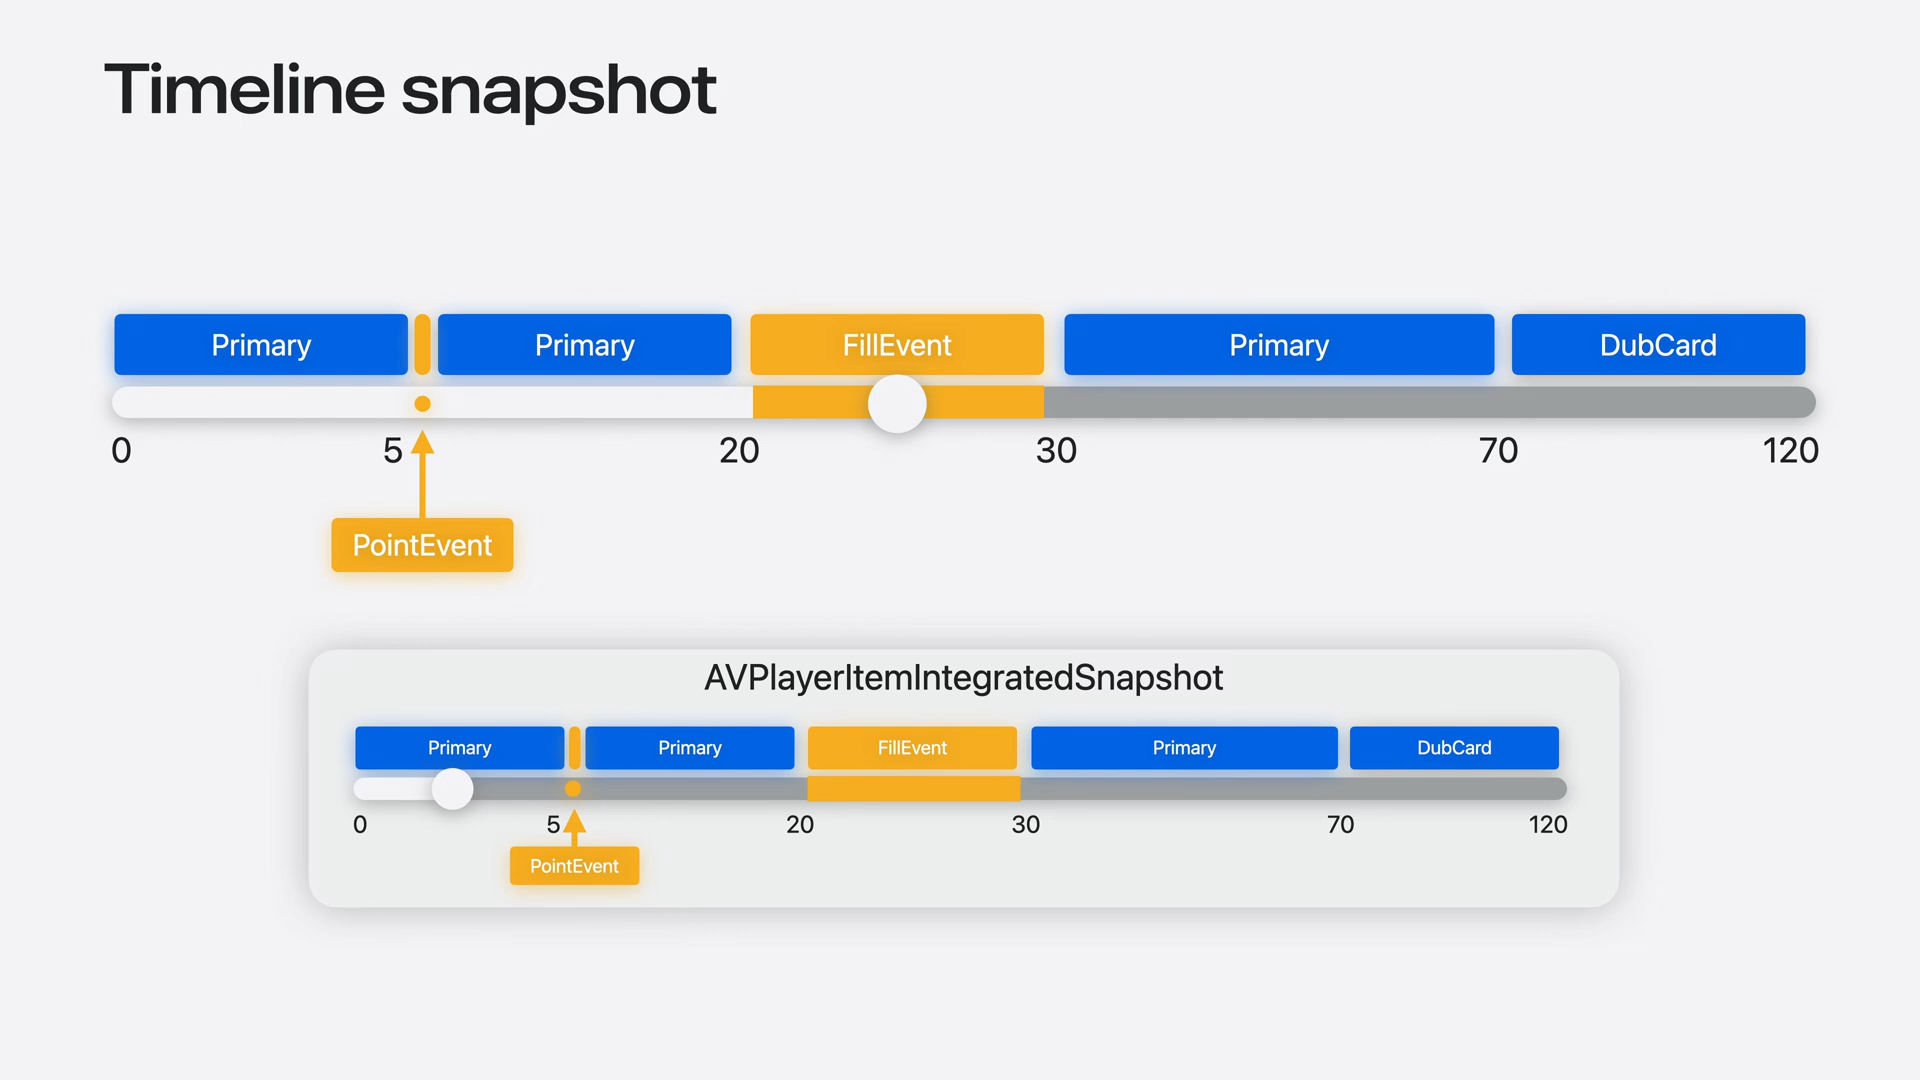 Timeline snapshot
Primary Primary FillEvent Primary DubCard
0 5 20 30 70 120
PointEvent
AVPlayerItemIntegratedSnapshot
Primary Primary FillEvent Primary DubCard
0 5 20 30 70 120
PointEvent